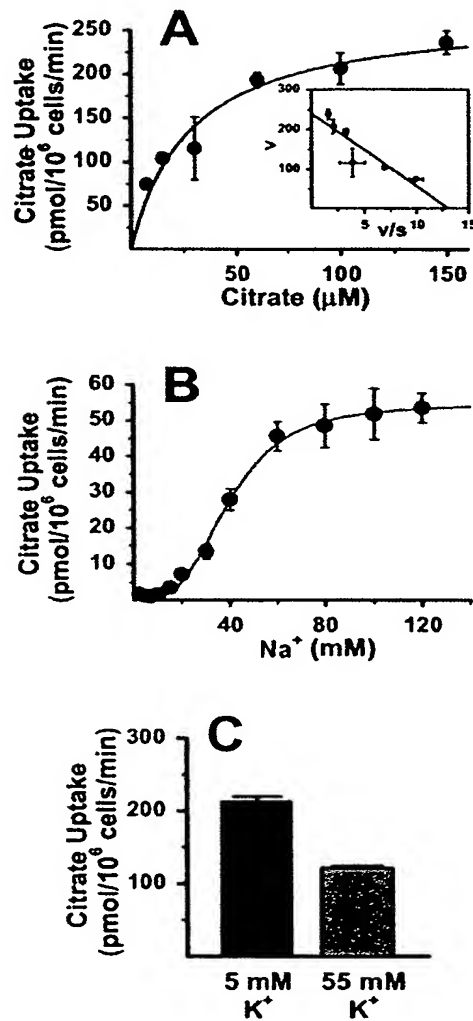 A
Citrate Uptake
(pmol/10⁶ cells/min)
250
200
150
100
50
50
100
150
Citrate (µM)
300
200
100
v
5
10
15
v/s
B
Citrate Uptake
(pmol/10⁶ cells/min)
60
50
40
30
20
10
40
80
120
Na⁺ (mM)
C
Citrate Uptake
(pmol/10⁶ cells/min)
300
200
100
5 mM
K⁺
55 mM
K⁺